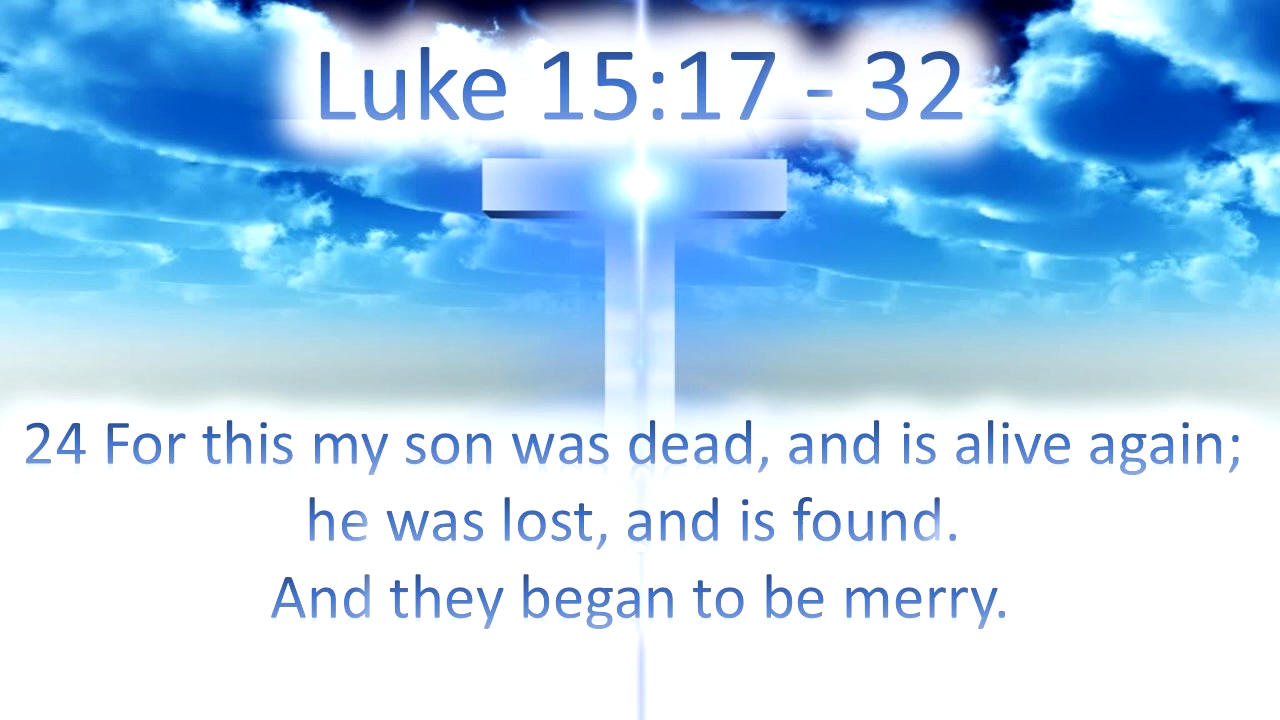 Luke 15:17 - 32
24 For this my son was dead, and is alive again;
he was lost, and is found.
And they began to be merry.